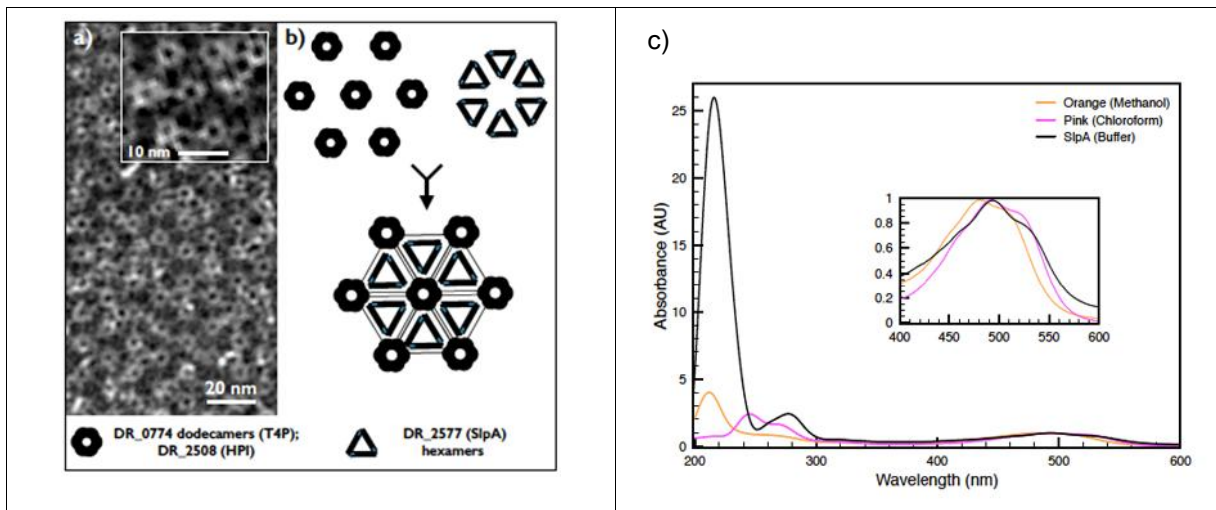 a)
10 nm
20 nm
b)
DR_0774 dodecamers (T4P);
DR_2508 (HPI)
DR_2577 (SlpA)
hexamers
c)
Orange (Methanol)
Pink (Chloroform)
SlpA (Buffer)
Absorbance (AU)
25
20
15
10
5
0
200
300
400
500
600
Wavelength (nm)
1
0.8
0.6
0.4
0.2
0
400
450
500
550
600